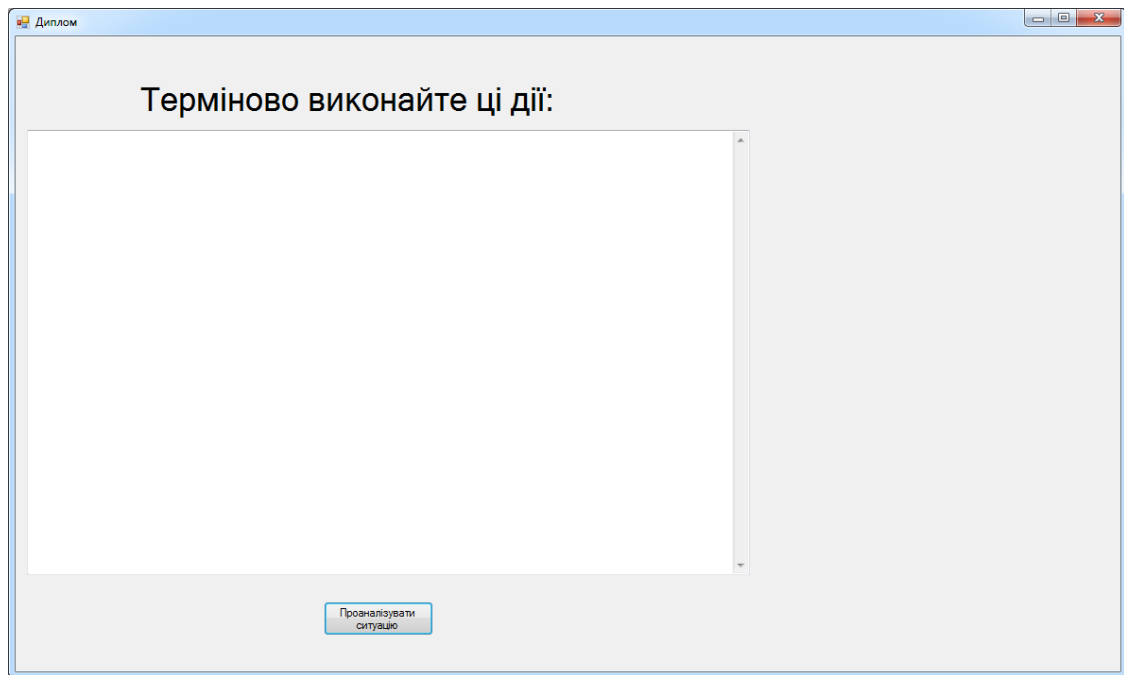 Диплом
Терміново виконайте ці дії:
Проаналізувати
ситуацію